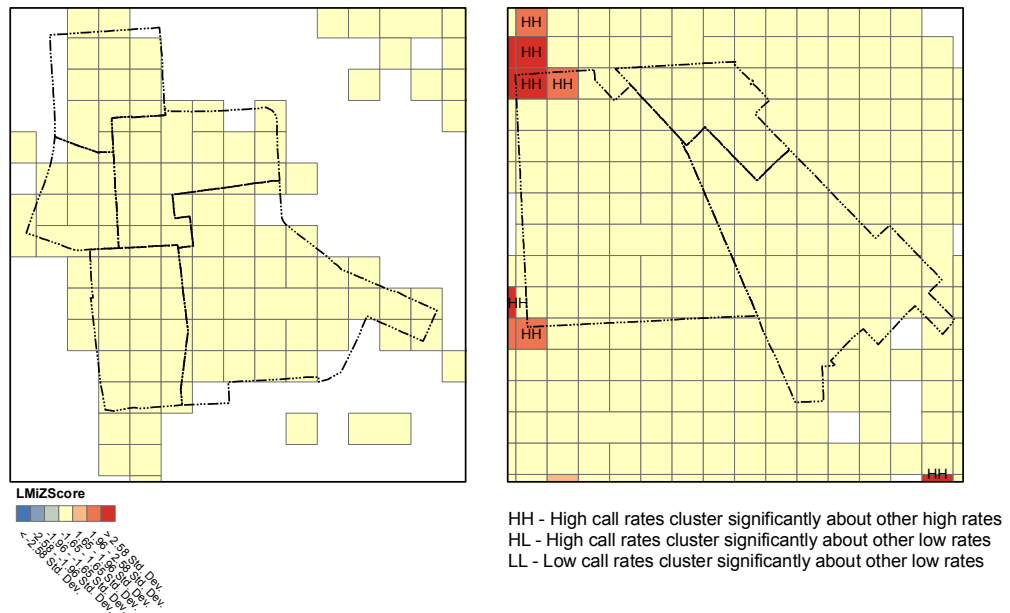 HH
HH
HH HH
HH
HH
HH
LMiZScore
< -2.58 Std. Dev.
-2.58 - -1.96 Std. Dev.
-1.96 - -1.65 Std. Dev.
-1.65 - 1.65 Std. Dev.
1.65 - 1.96 Std. Dev.
1.96 - 2.58 Std. Dev.
> 2.58 Std. Dev.
HH - High call rates cluster significantly about other high rates
HL - High call rates cluster significantly about other low rates
LL - Low call rates cluster significantly about other low rates